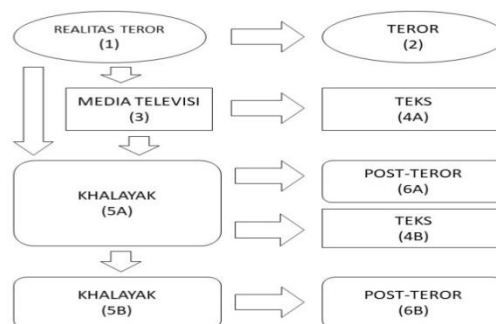 REALITAS TEROR
(1)
TEROR
(2)
MEDIA TELEVISI
(3)
TEKS
(4A)
KHALAYAK
(5A)
POST-TEROR
(6A)
TEKS
(4B)
KHALAYAK
(5B)
POST-TEROR
(6B)